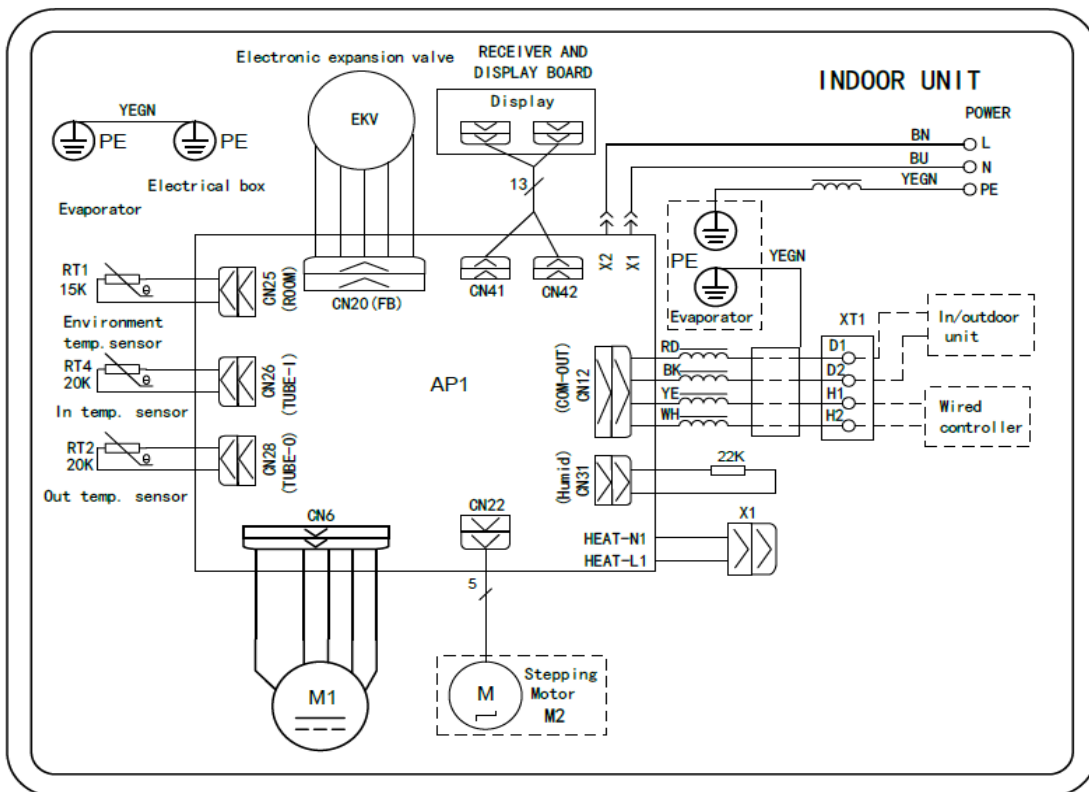 Electronic expansion valve
RECEIVER AND
DISPLAY BOARD
INDOOR UNIT
Display
POWER
YEGN
PE
PE
EKV
BN
L
BU
N
YEGN
PE
13
Electrical box
Evaporator
X2
X1
PE
YEGN
Evaporator
RT1
15K
θ
CN25
(ROOM)
CN20(FB)
CN41
CN42
Environment
temp.sensor
RT4
20K
θ
CN26
(TUBE-I)
In temp. sensor
RT2
20K
θ
CN28
(TUBE-O)
Out temp. sensor
AP1
(COM-OUT)
CN12
RD
BK
YE
WH
XT1
D1
D2
H1
H2
In/outdoor
unit
Wired
controller
(Humid)
CN31
22K
CN6
CN22
HEAT-N1
HEAT-L1
X1
5
M1
M
Stepping
Motor
M2